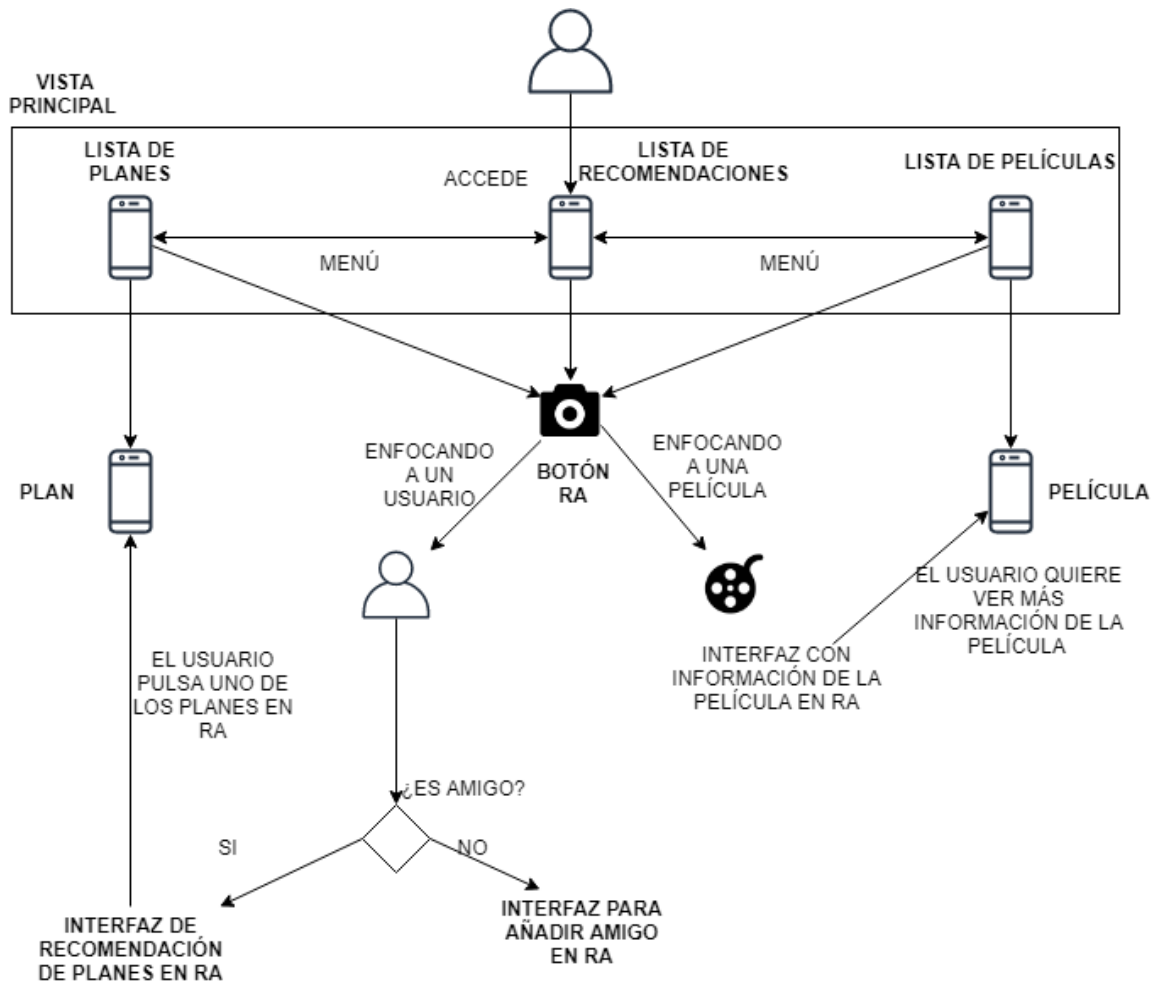 VISTA
PRINCIPAL
LISTA DE
PLANES
ACCEDE
LISTA DE
RECOMENDACIONES
LISTA DE PELÍCULAS
MENÚ
MENÚ
ENFOCANDO
A UN
USUARIO
BOTÓN
RA
ENFOCANDO
A UNA
PELÍCULA
PLAN
PELÍCULA
EL USUARIO QUIERE
VER MÁS
INFORMACIÓN DE LA
PELÍCULA
INTERFAZ CON
INFORMACIÓN DE LA
PELÍCULA EN RA
EL USUARIO
PULSA UNO DE
LOS PLANES EN
RA
¿ES AMIGO?
SI
NO
INTERFAZ DE
RECOMENDACIÓN
DE PLANES EN RA
INTERFAZ PARA
AÑADIR AMIGO
EN RA